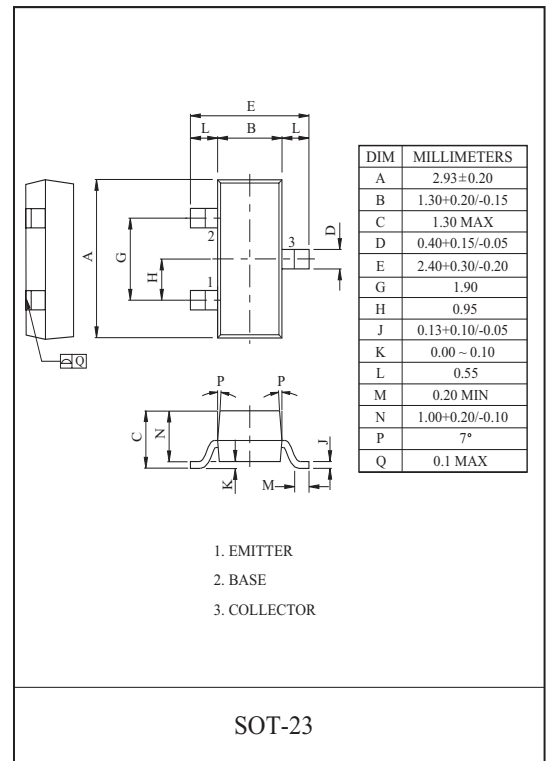 E
L B L
A
G
H
2
1
3
D
Q
P P
C
N
K
M
J
DIM MILLIMETERS
A 2.93±0.20
B 1.30+0.20/-0.15
C 1.30 MAX
D 0.40+0.15/-0.05
E 2.40+0.30/-0.20
G 1.90
H 0.95
J 0.13+0.10/-0.05
K 0.00 ~ 0.10
L 0.55
M 0.20 MIN
N 1.00+0.20/-0.10
P 7°
Q 0.1 MAX
1. EMITTER
2. BASE
3. COLLECTOR
SOT-23